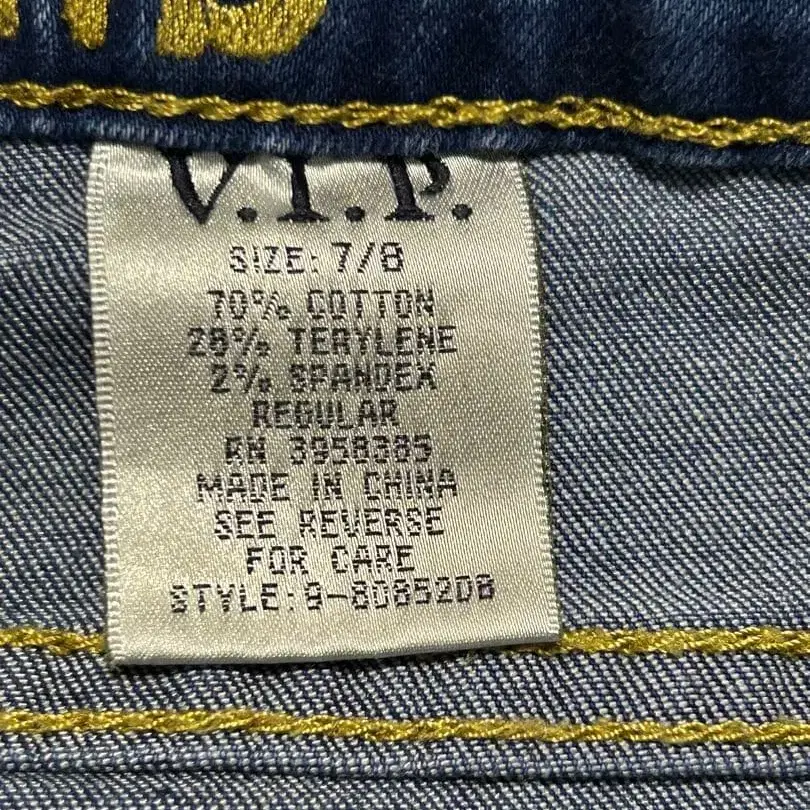 V.I.P.
SIZE: 7/8
70% COTTON
28% TERYLENE
2% SPANDEX
REGULAR
RN 3958385
MADE IN CHINA
SEE REVERSE
FOR CARE
STYLE:9-80852DB